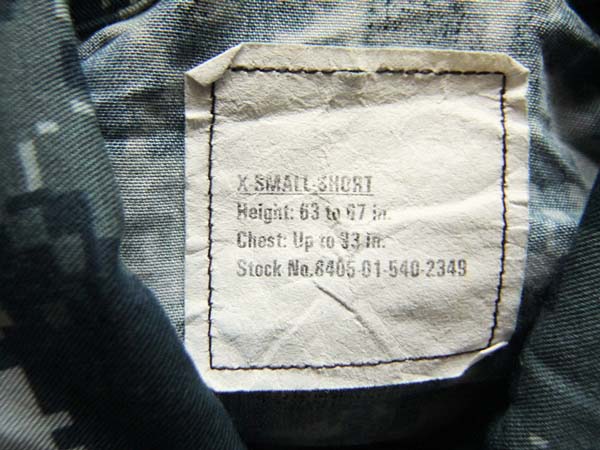 X-SMALL-SHORT
Height: 63 to 67 in.
Chest: Up to 33 in.
Stock No.8405-01-540-2349